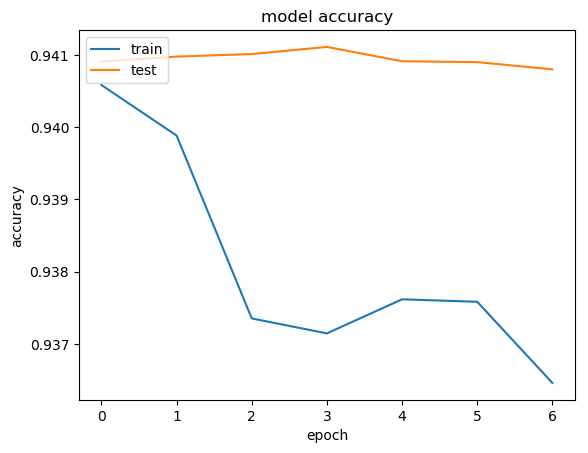 model accuracy
train
test
0.941
0.940
0.939
0.938
0.937
accuracy
0 1 2 3 4 5 6
epoch